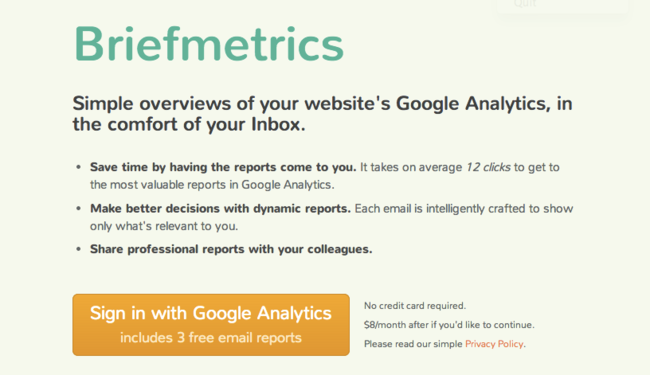 Quit
Briefmetrics
Simple overviews of your website's Google Analytics, in
the comfort of your Inbox.
• Save time by having the reports come to you. It takes on average 12 clicks to get to
the most valuable reports in Google Analytics.
• Make better decisions with dynamic reports. Each email is intelligently crafted to show
only what's relevant to you.
• Share professional reports with your colleagues.
Sign in with Google Analytics
includes 3 free email reports
No credit card required.
$8/month after if you'd like to continue.
Please read our simple Privacy Policy.